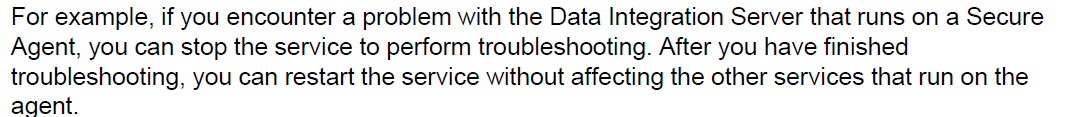 For example, if you encounter a problem with the Data Integration Server that runs on a Secure
Agent, you can stop the service to perform troubleshooting. After you have finished
troubleshooting, you can restart the service without affecting the other services that run on the
agent.